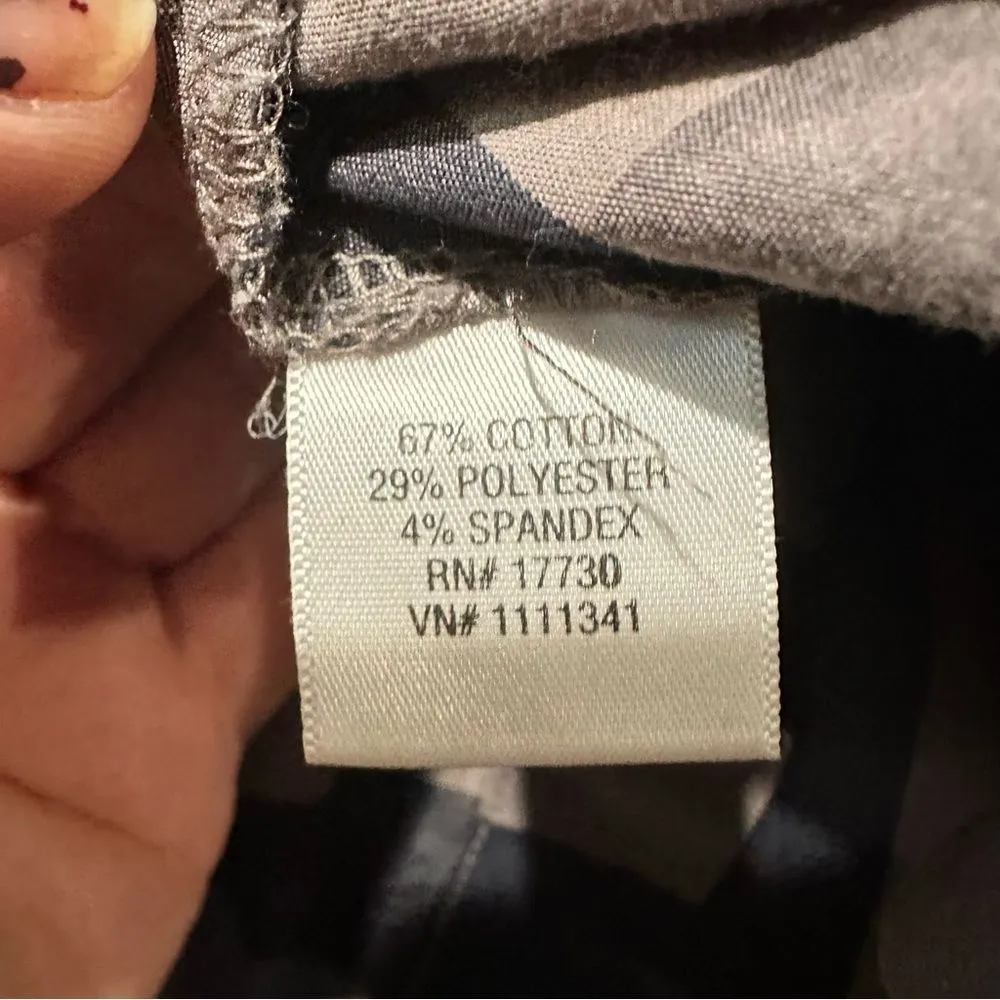 67% COTTON
29% POLYESTER
4% SPANDEX
RN# 17730
VN# 1111341